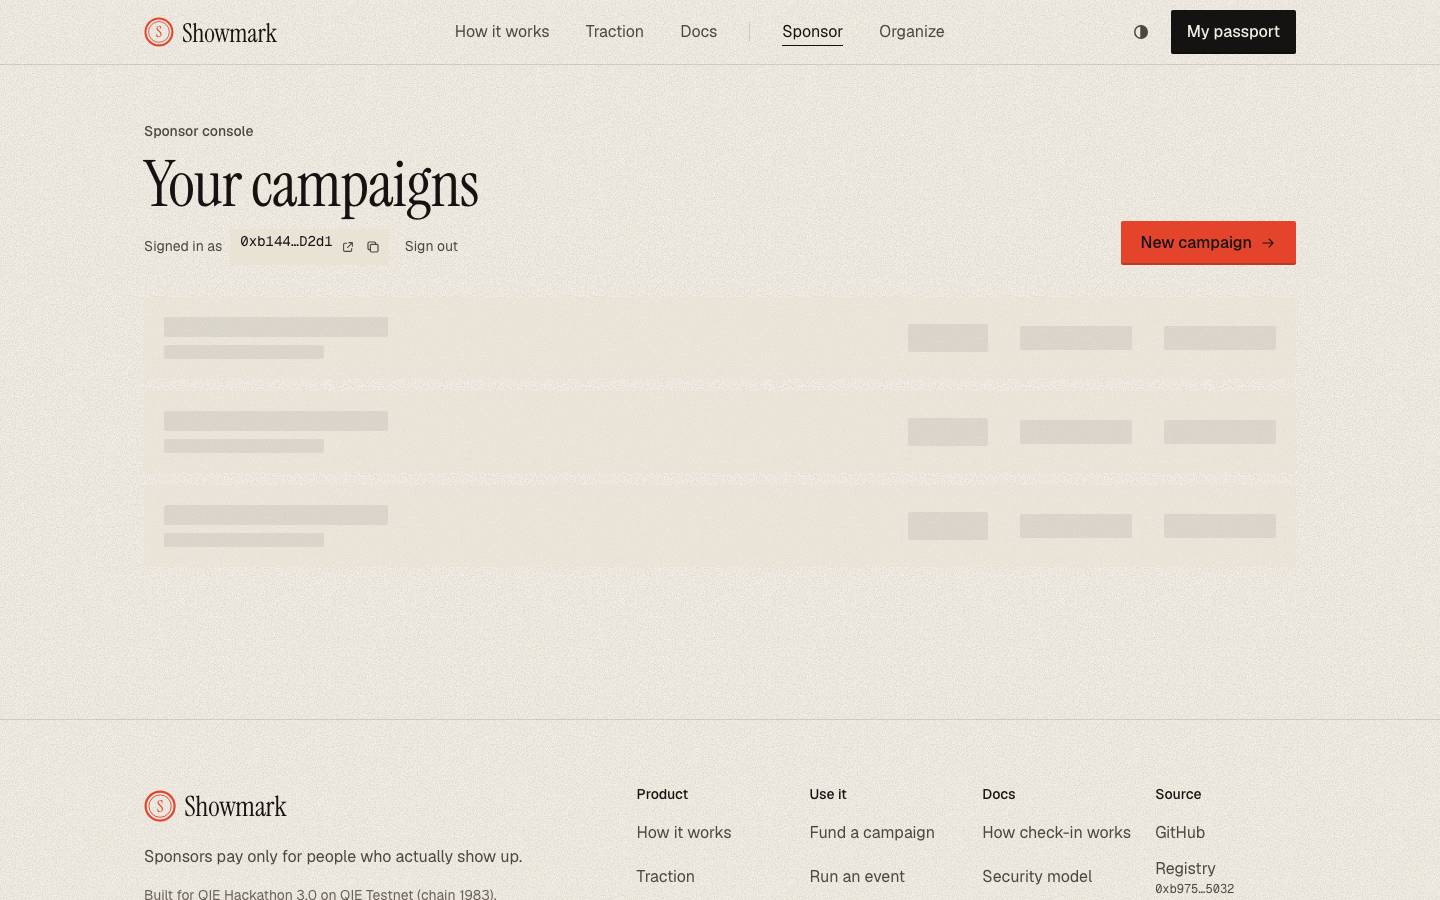 Showmark
How it works
Traction
Docs
Sponsor
Organize
My passport
Sponsor console
Your campaigns
Signed in as 0xb144…D2d1 Sign out
New campaign →
Showmark
Sponsors pay only for people who actually show up.
Built for QIE Hackathon 3.0 on QIE Testnet (chain 1983).
Product
How it works
Traction
Use it
Fund a campaign
Run an event
Docs
How check-in works
Security model
Source
GitHub
Registry
0xb975…5032